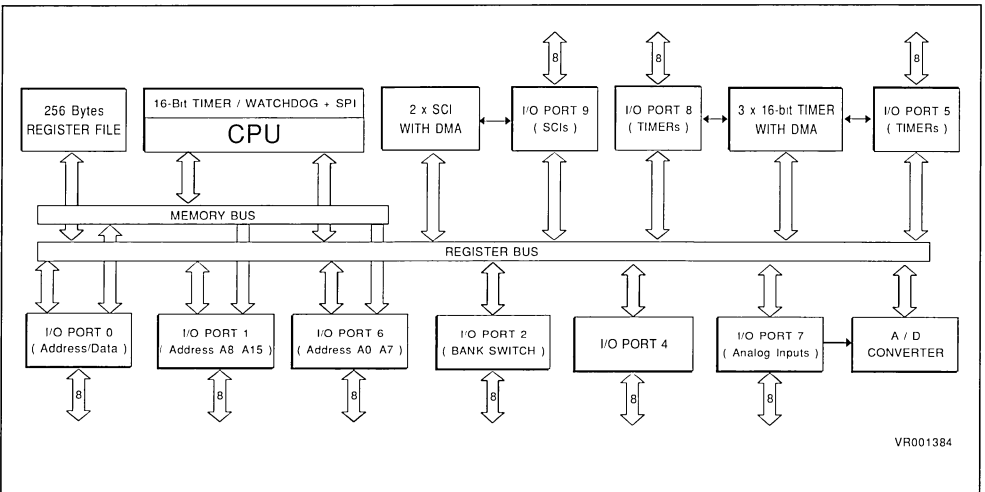 8
8
8
256 Bytes
REGISTER FILE
16-Bit TIMER / WATCHDOG + SPI
CPU
2 x SCI
WITH DMA
I/O PORT 9
( SCIs )
I/O PORT 8
( TIMERs )
3 x 16-bit TIMER
WITH DMA
I/O PORT 5
( TIMERs )
MEMORY BUS
REGISTER BUS
I/O PORT 0
( Address/Data )
I/O PORT 1
( Address A8 A15 )
I/O PORT 6
( Address A0 A7 )
I/O PORT 2
( BANK SWITCH )
I/O PORT 4
I/O PORT 7
( Analog Inputs )
A / D
CONVERTER
8
8
8
8
8
8
VR001384